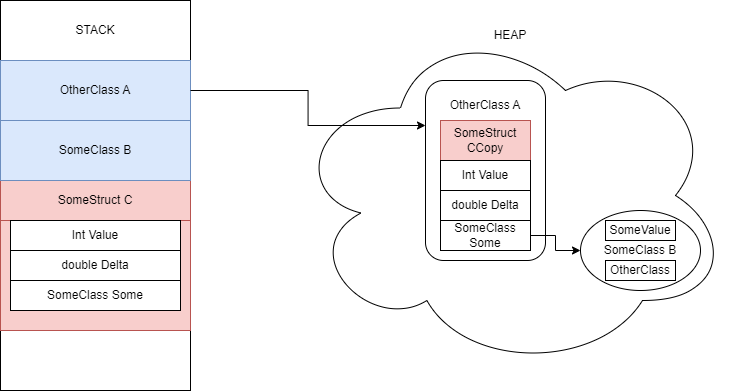 STACK
OtherClass A
SomeClass B
SomeStruct C
Int Value
double Delta
SomeClass Some
HEAP
OtherClass A
SomeStruct
CCopy
Int Value
double Delta
SomeClass
Some
SomeValue
SomeClass B
OtherClass